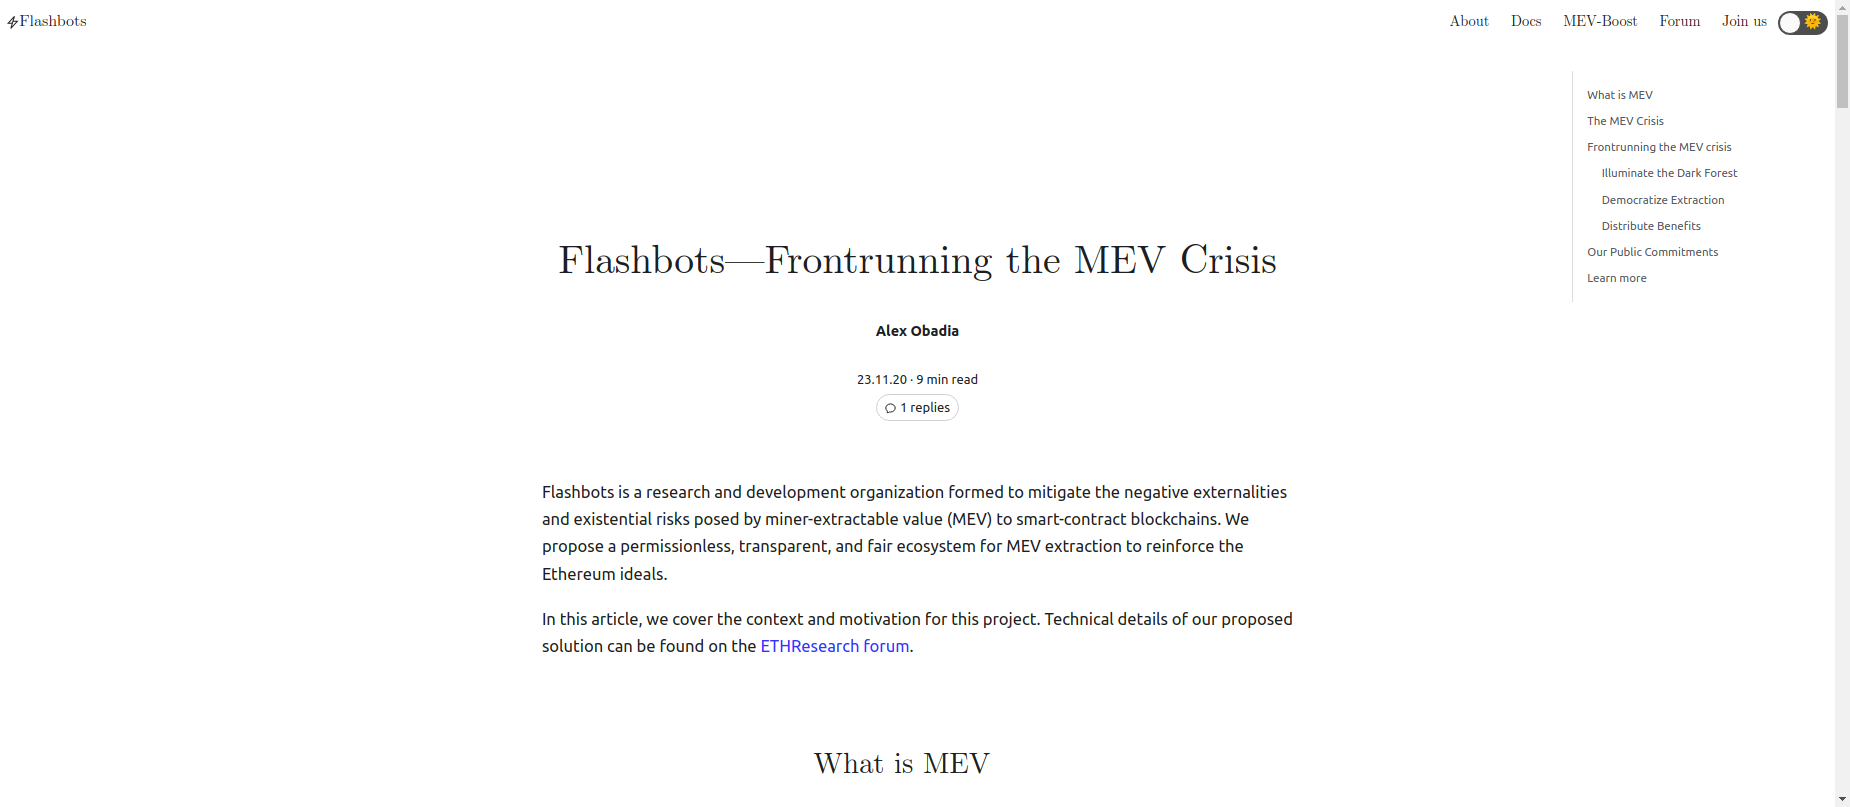 Flashbots
About Docs MEV-Boost Forum Join us
What is MEV
The MEV Crisis
Frontrunning the MEV crisis
Illuminate the Dark Forest
Democratize Extraction
Distribute Benefits
Our Public Commitments
Learn more
Flashbots—Frontrunning the MEV Crisis
Alex Obadia
23.11.20 · 9 min read
1 replies
Flashbots is a research and development organization formed to mitigate the negative externalities
and existential risks posed by miner-extractable value (MEV) to smart-contract blockchains. We
propose a permissionless, transparent, and fair ecosystem for MEV extraction to reinforce the
Ethereum ideals.
In this article, we cover the context and motivation for this project. Technical details of our proposed
solution can be found on the ETHResearch forum.
What is MEV